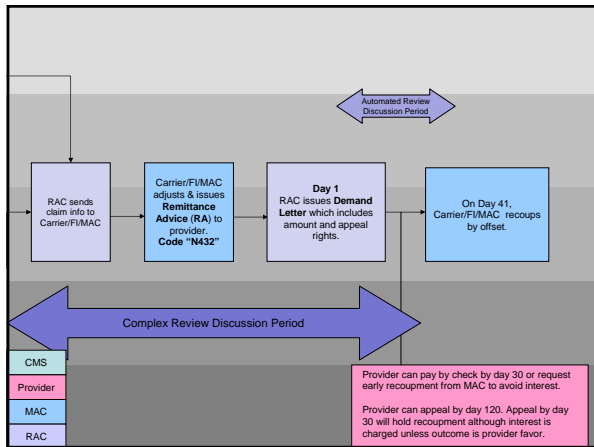 Automated Review
Discussion Period
RAC sends
claim info to
Carrier/FI/MAC
Carrier/FI/MAC
adjusts & issues
Remittance
Advice (RA) to
provider.
Code “N432”
Day 1
RAC issues Demand
Letter which includes
amount and appeal
rights.
On Day 41,
Carrier/FI/MAC recoups
by offset.
Complex Review Discussion Period
CMS
Provider
MAC
RAC
Provider can pay by check by day 30 or request
early recoupment from MAC to avoid interest.
Provider can appeal by day 120. Appeal by day
30 will hold recoupment although interest is
charged unless outcome is provider favor.